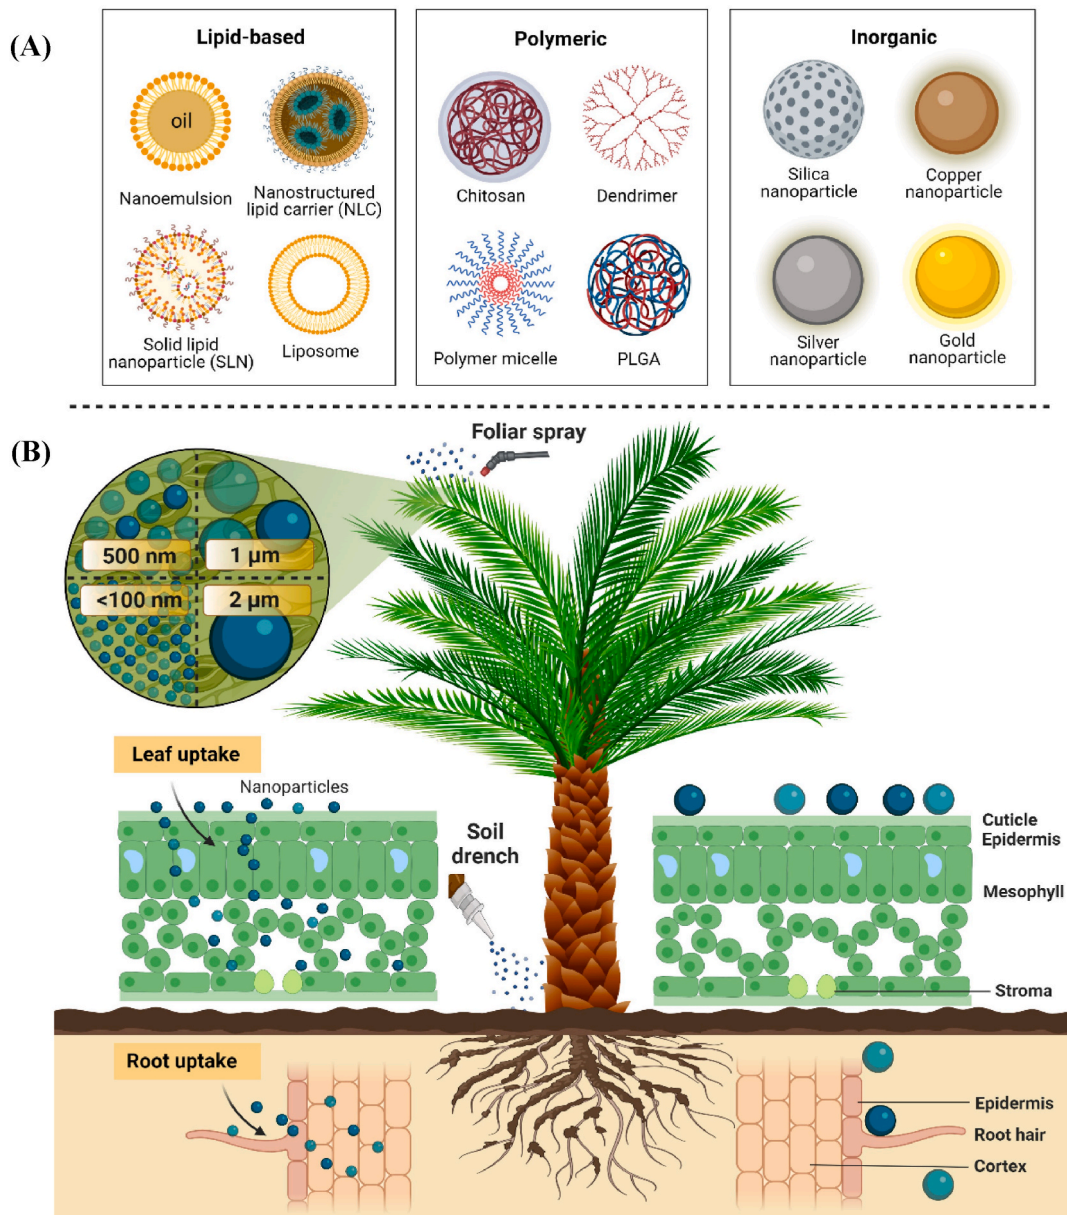 (A)
Lipid-based
oil
Nanoemulsion
Nanostructured
lipid carrier (NLC)
Solid lipid
nanoparticle (SLN)
Liposome
Polymeric
Chitosan
Dendrimer
Polymer micelle
PLGA
Inorganic
Silica
nanoparticle
Copper
nanoparticle
Silver
nanoparticle
Gold
nanoparticle
(B)
Foliar spray
500 nm
1 µm
<100 nm
2 µm
Leaf uptake
Nanoparticles
Soil
drench
Cuticle
Epidermis
Mesophyll
Stroma
Root uptake
Epidermis
Root hair
Cortex